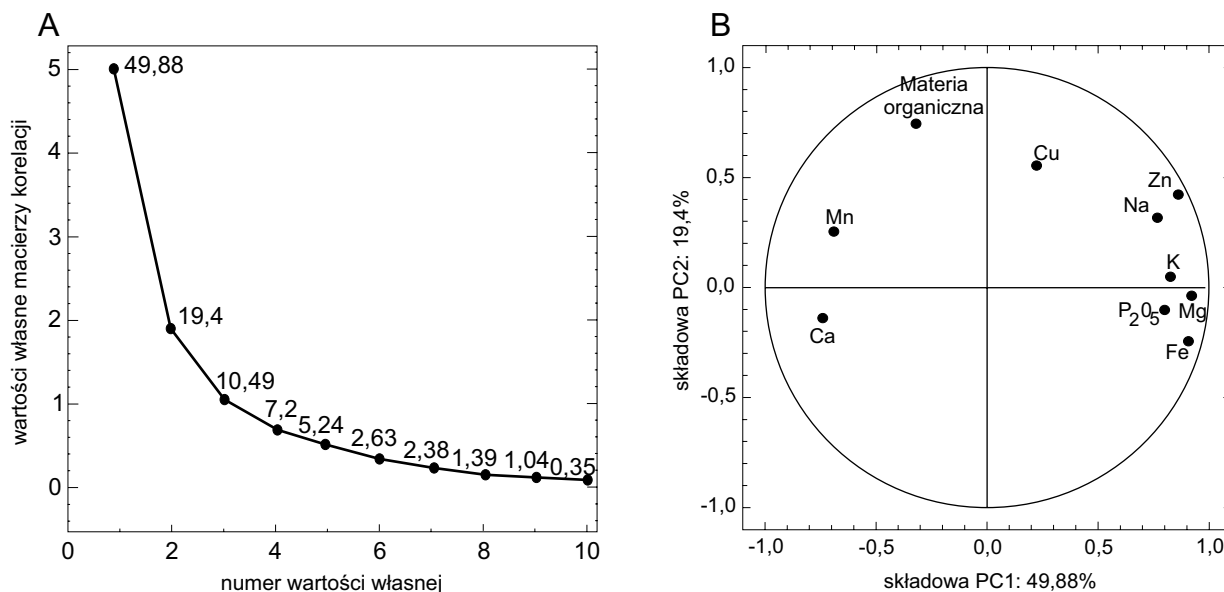 A
5
4
3
2
1
0
wartości własne macierzy korelacji
49,88
19,4
10,49
7,2
5,24
2,63
2,38
1,39
1,04
0,35
0 2 4 6 8 10
numer wartości własnej
B
1,0
0,5
0,0
-0,5
-1,0
składowa PC2: 19,4%
Materia
organiczna
Cu
Zn
Na
Mn
K
P205
Mg
Ca
Fe
-1,0 -0,5 0,0 0,5 1,0
składowa PC1: 49,88%